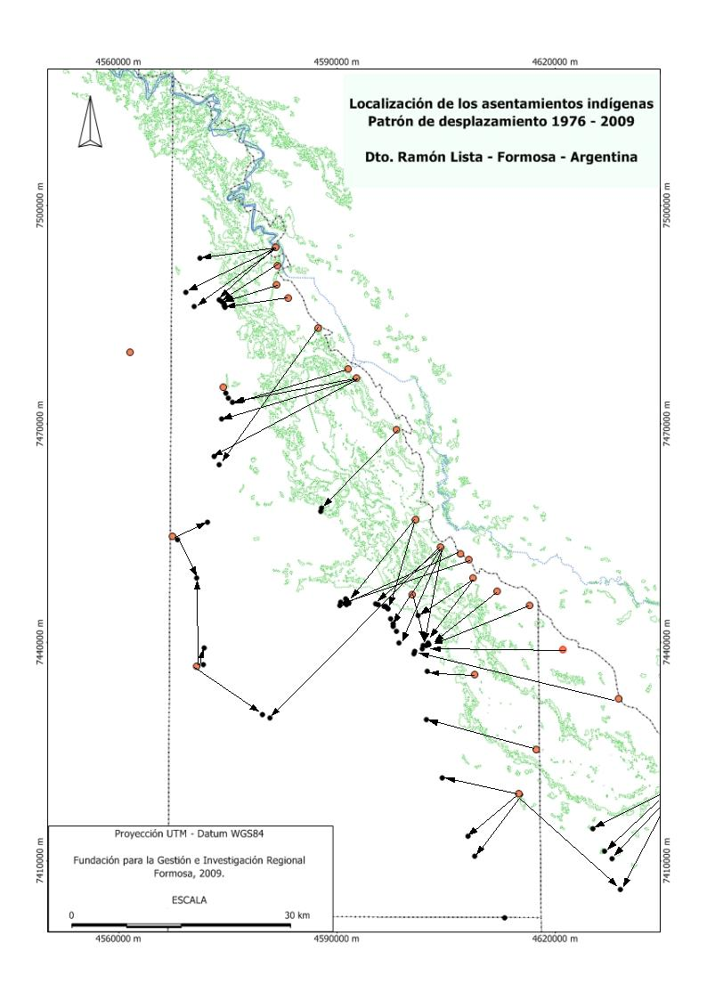 4560000 m
4590000 m
4620000 m
Localización de los asentamientos indígenas
Patrón de desplazamiento 1976 - 2009
Dto. Ramón Lista - Formosa - Argentina
7500000 m
7500000 m
7470000 m
7470000 m
7440000 m
7440000 m
7410000 m
7410000 m
Proyección UTM - Datum WGS84
Fundación para la Gestión e Investigación Regional
Formosa, 2009.
ESCALA
0
30 km
4560000 m
4590000 m
4620000 m